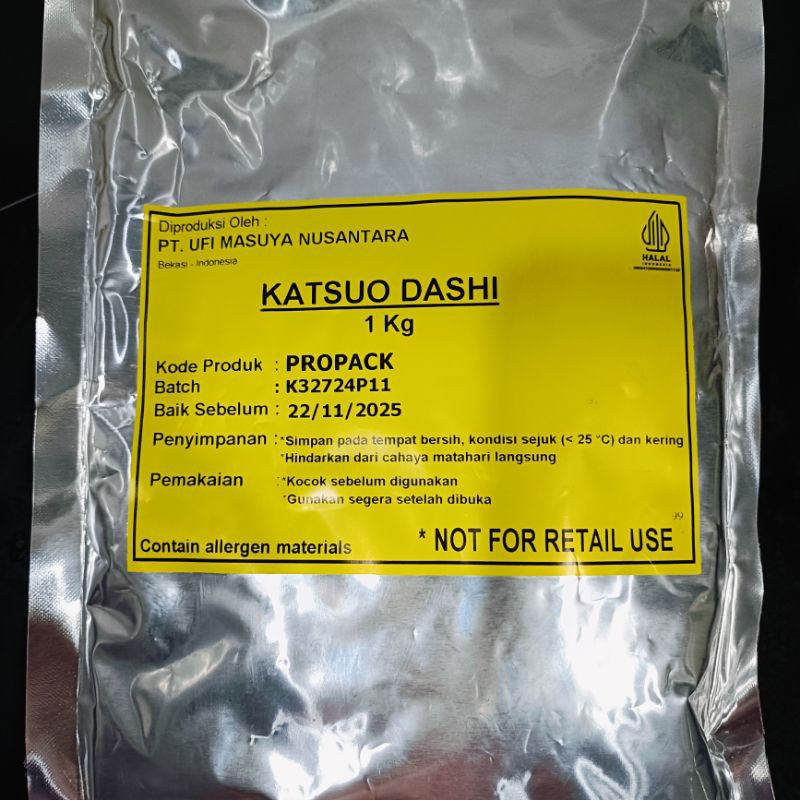 Diproduksi Oleh :
PT. UFI MASUYA NUSANTARA
Bekasi - Indonesia
HALAL
INDONESIA
KATSUO DASHI
1 Kg
Kode Produk : PROPACK
Batch : K32724P11
Baik Sebelum : 22/11/2025
Penyimpanan : *Simpan pada tempat bersih, kondisi sejuk (< 25 °C) dan kering
*Hindarkan dari cahaya matahari langsung
Pemakaian : *Kocok sebelum digunakan
*Gunakan segera setelah dibuka
Contain allergen materials
* NOT FOR RETAIL USE